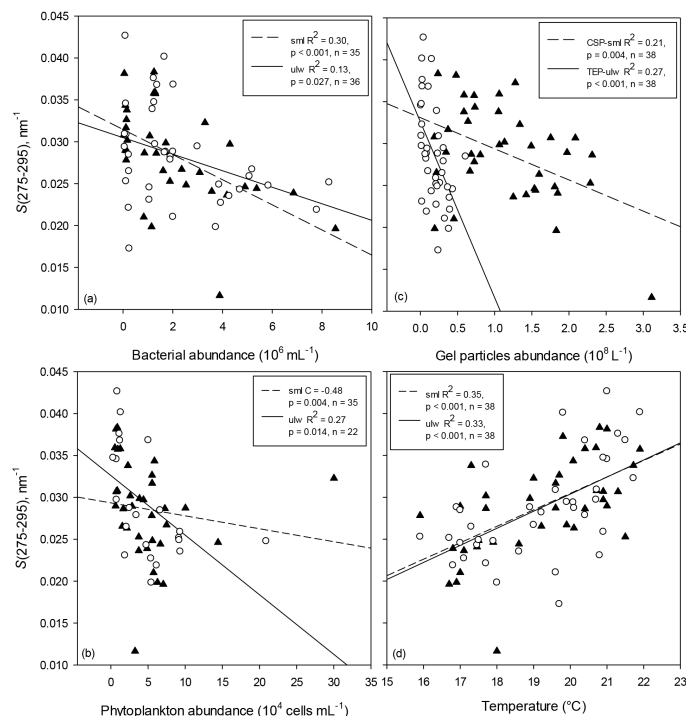 0.045
0.040
0.035
0.030
0.025
0.020
0.015
0.010
S(275-295), nm-1
sml R2 = 0.30,
p < 0.001, n = 35
ulw R2 = 0.13,
p = 0.027, n = 36
(a)
0 2 4 6 8 10
Bacterial abundance (10^6 mL-1)
CSP-sml R2 = 0.21,
p = 0.004, n = 38
TEP-ulw R2 = 0.27,
p < 0.001, n = 38
(c)
0.0 0.5 1.0 1.5 2.0 2.5 3.0 3.5
Gel particles abundance (10^8 L-1)
0.045
0.040
0.035
0.030
0.025
0.020
0.015
0.010
S(275-295), nm-1
sml C = -0.48
p = 0.004, n = 35
ulw R2 = 0.27
p = 0.014, n = 22
(b)
0 5 10 15 20 25 30 35
Phytoplankton abundance (10^4 cells mL-1)
sml R2 = 0.35,
p < 0.001, n = 38
ulw R2 = 0.33,
p < 0.001, n = 38
(d)
15 16 17 18 19 20 21 22 23
Temperature (°C)